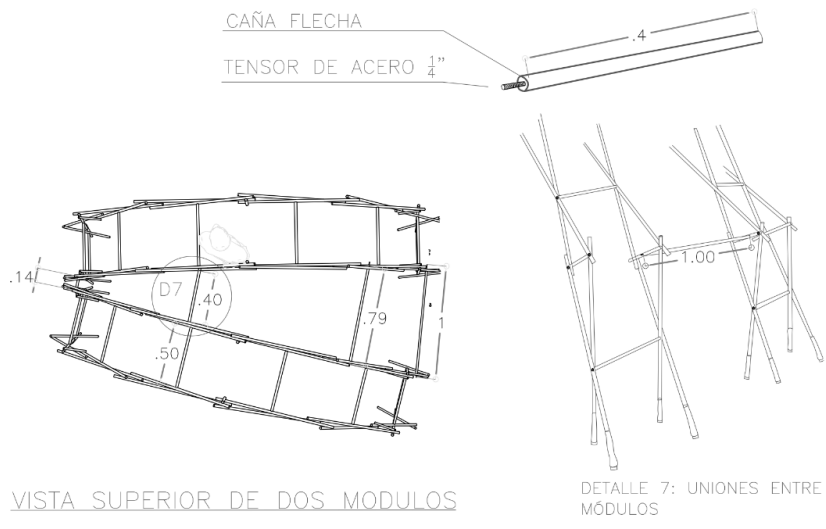 CAÑA FLECHA
.4
TENSOR DE ACERO 1/4"
1.00
.14
D7
.40
.79
1
.50
VISTA SUPERIOR DE DOS MODULOS
DETALLE 7: UNIONES ENTRE
MÓDULOS